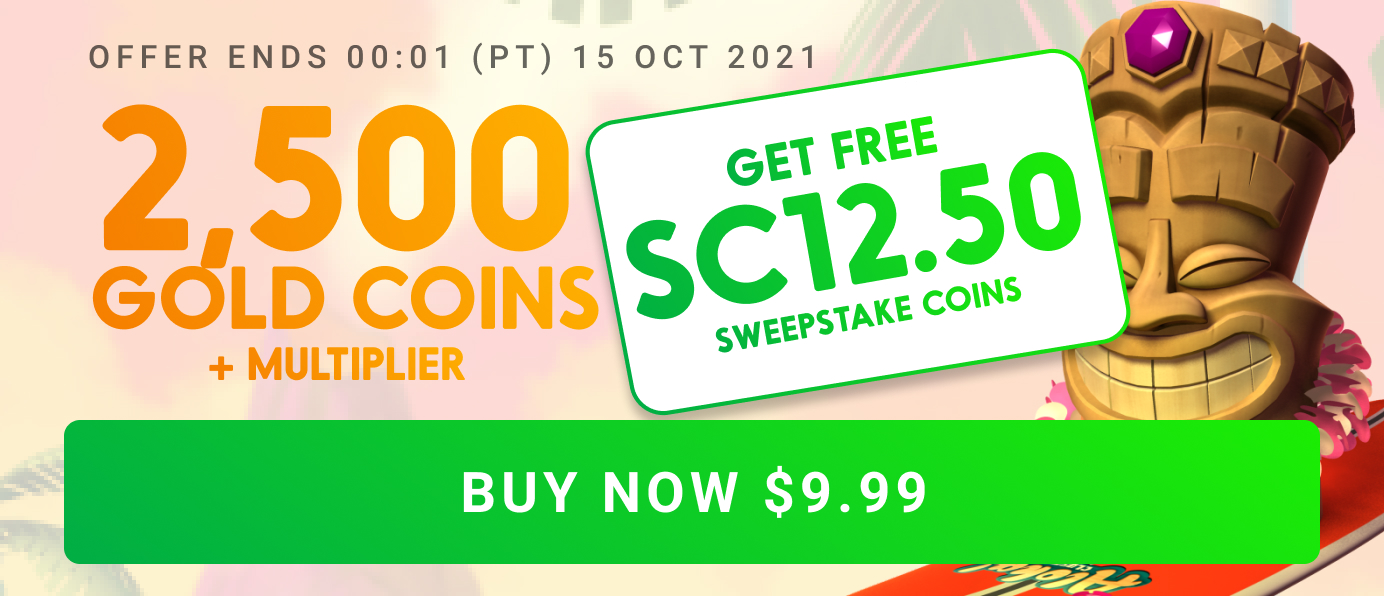 OFFER ENDS 00:01 (PT) 15 OCT 2021
2,500
GOLD COINS
+ MULTIPLIER
GET FREE
SC12.50
SWEEPSTAKE COINS
BUY NOW $9.99
Aloha!